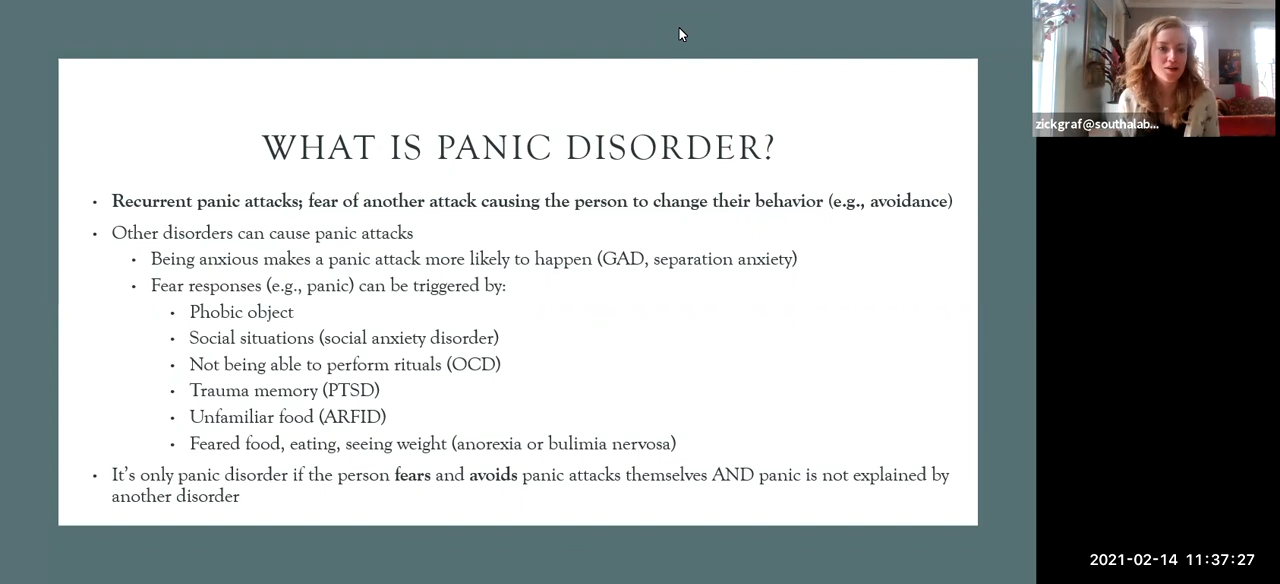 WHAT IS PANIC DISORDER?
• Recurrent panic attacks; fear of another attack causing the person to change their behavior (e.g., avoidance)
• Other disorders can cause panic attacks
• Being anxious makes a panic attack more likely to happen (GAD, separation anxiety)
• Fear responses (e.g., panic) can be triggered by:
• Phobic object
• Social situations (social anxiety disorder)
• Not being able to perform rituals (OCD)
• Trauma memory (PTSD)
• Unfamiliar food (ARFID)
• Feared food, eating, seeing weight (anorexia or bulimia nervosa)
• It’s only panic disorder if the person fears and avoids panic attacks themselves AND panic is not explained by
another disorder
zickgraf@southalab...
2021-02-14 11:37:27